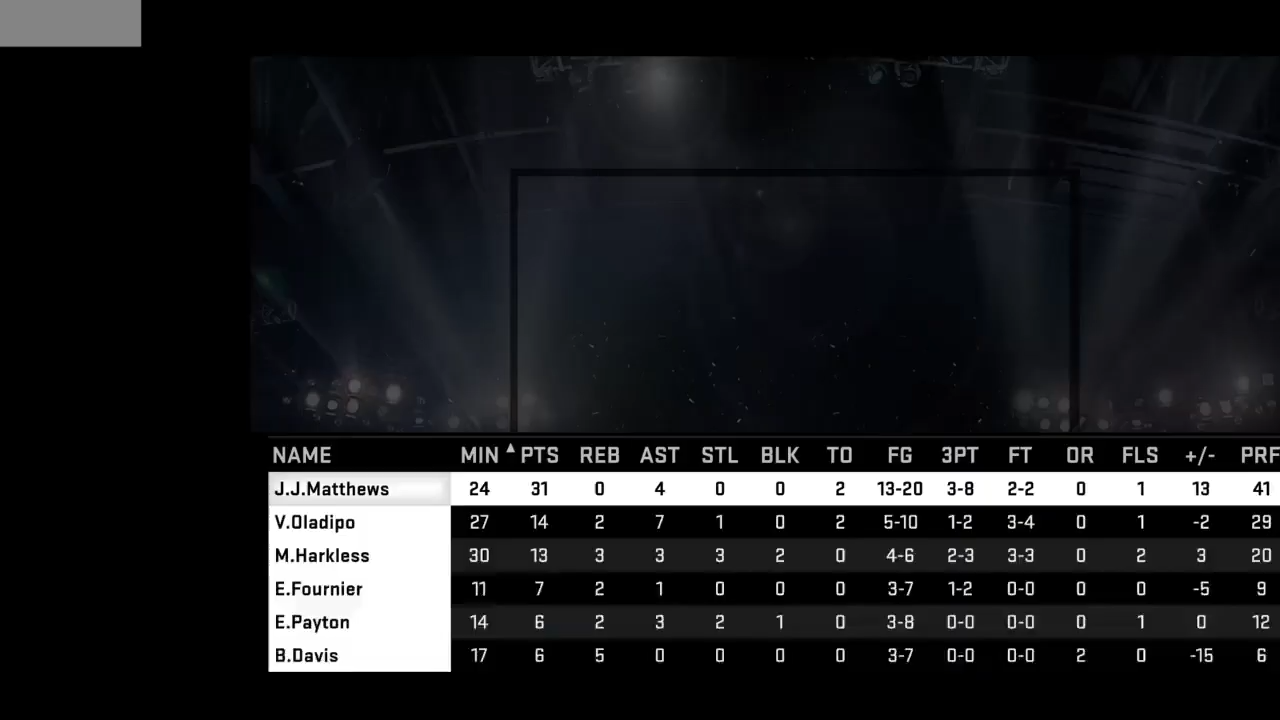 NAME MIN PTS REB AST STL BLK TO FG 3PT FT OR FLS +/- PRF
J.J.Matthews 24 31 0 4 0 0 2 13-20 3-8 2-2 0 1 13 41
V.Oladipo 27 14 2 7 1 0 2 5-10 1-2 3-4 0 1 -2 29
M.Harkless 30 13 3 3 3 2 0 4-6 2-3 3-3 0 2 3 20
E.Fournier 11 7 2 1 0 0 0 3-7 1-2 0-0 0 0 -5 9
E.Payton 14 6 2 3 2 1 0 3-8 0-0 0-0 0 1 0 12
B.Davis 17 6 5 0 0 0 0 3-7 0-0 0-0 2 0 -15 6